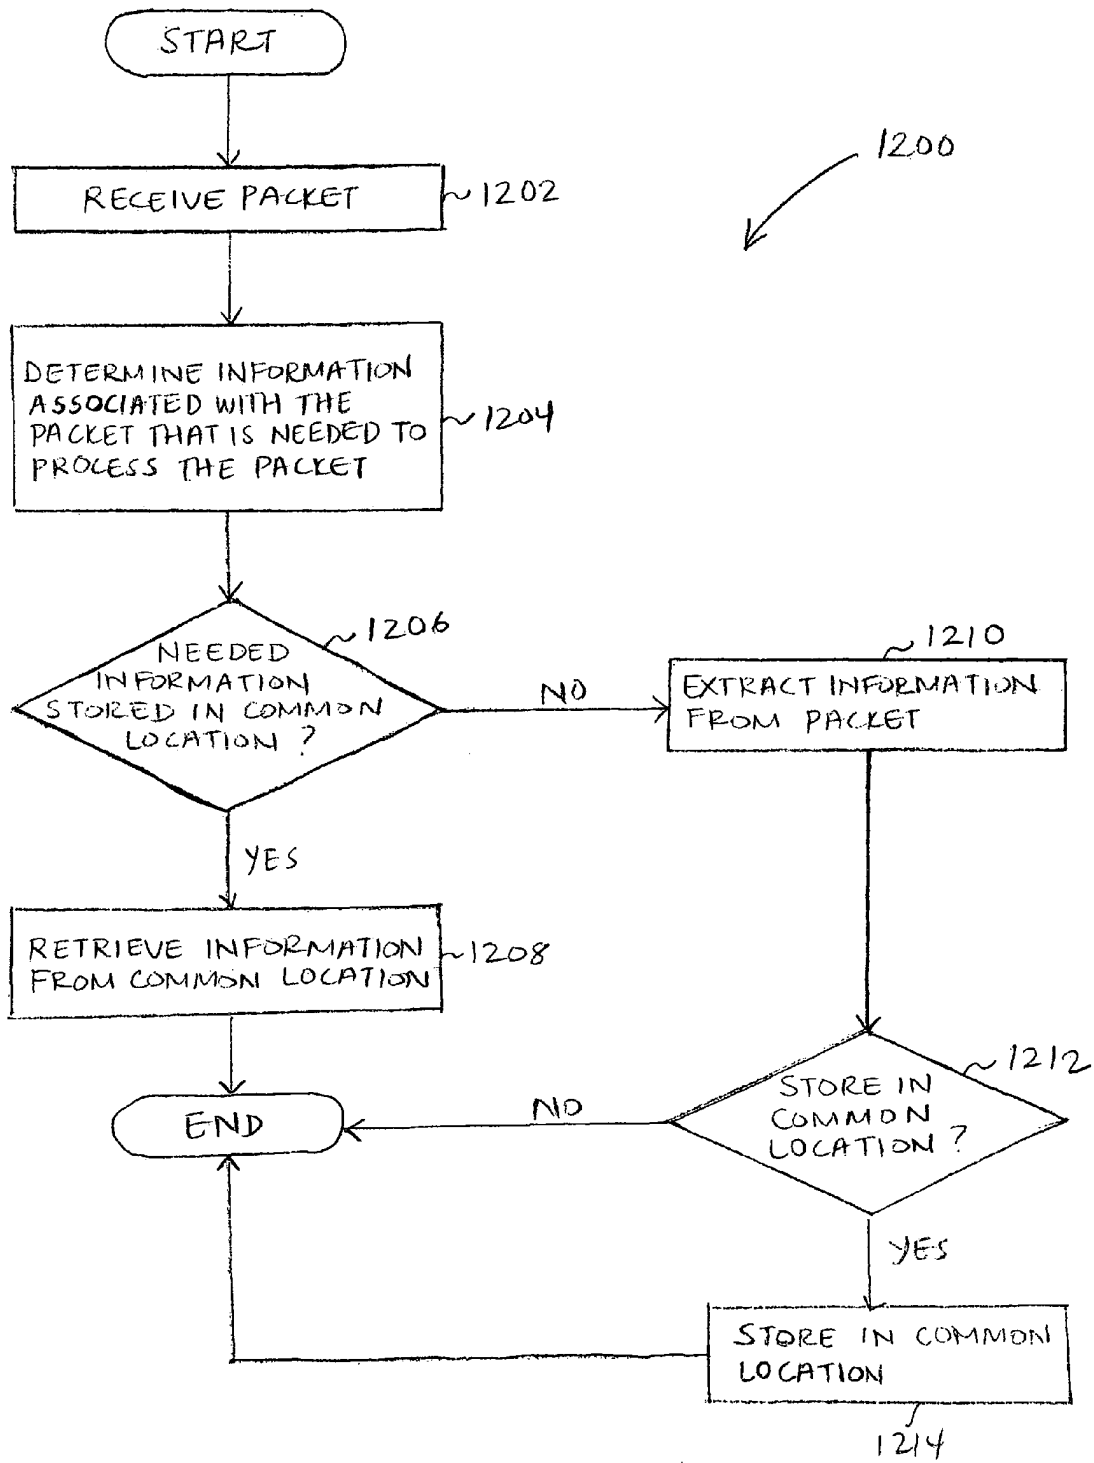 START
1200
RECEIVE PACKET
1202
DETERMINE INFORMATION
ASSOCIATED WITH THE
PACKET THAT IS NEEDED TO
PROCESS THE PACKET
1204
1206
NEEDED
INFORMATION
STORED IN COMMON
LOCATION ?
NO
1210
EXTRACT INFORMATION
FROM PACKET
YES
RETRIEVE INFORMATION
FROM COMMON LOCATION
1208
1212
STORE IN
COMMON
LOCATION ?
NO
END
YES
STORE IN COMMON
LOCATION
1214